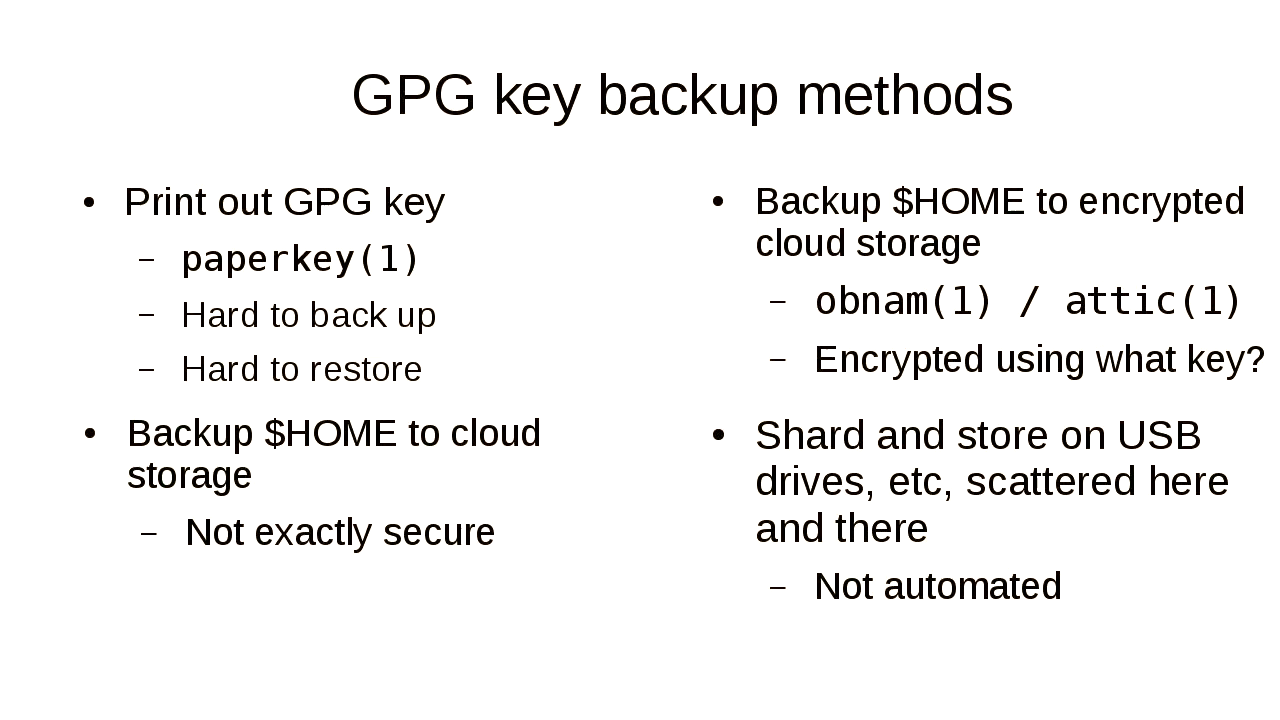 GPG key backup methods
• Print out GPG key
– paperkey(1)
– Hard to back up
– Hard to restore
• Backup $HOME to cloud
storage
– Not exactly secure
• Backup $HOME to encrypted
cloud storage
– obnam(1) / attic(1)
– Encrypted using what key?
• Shard and store on USB
drives, etc, scattered here
and there
– Not automated